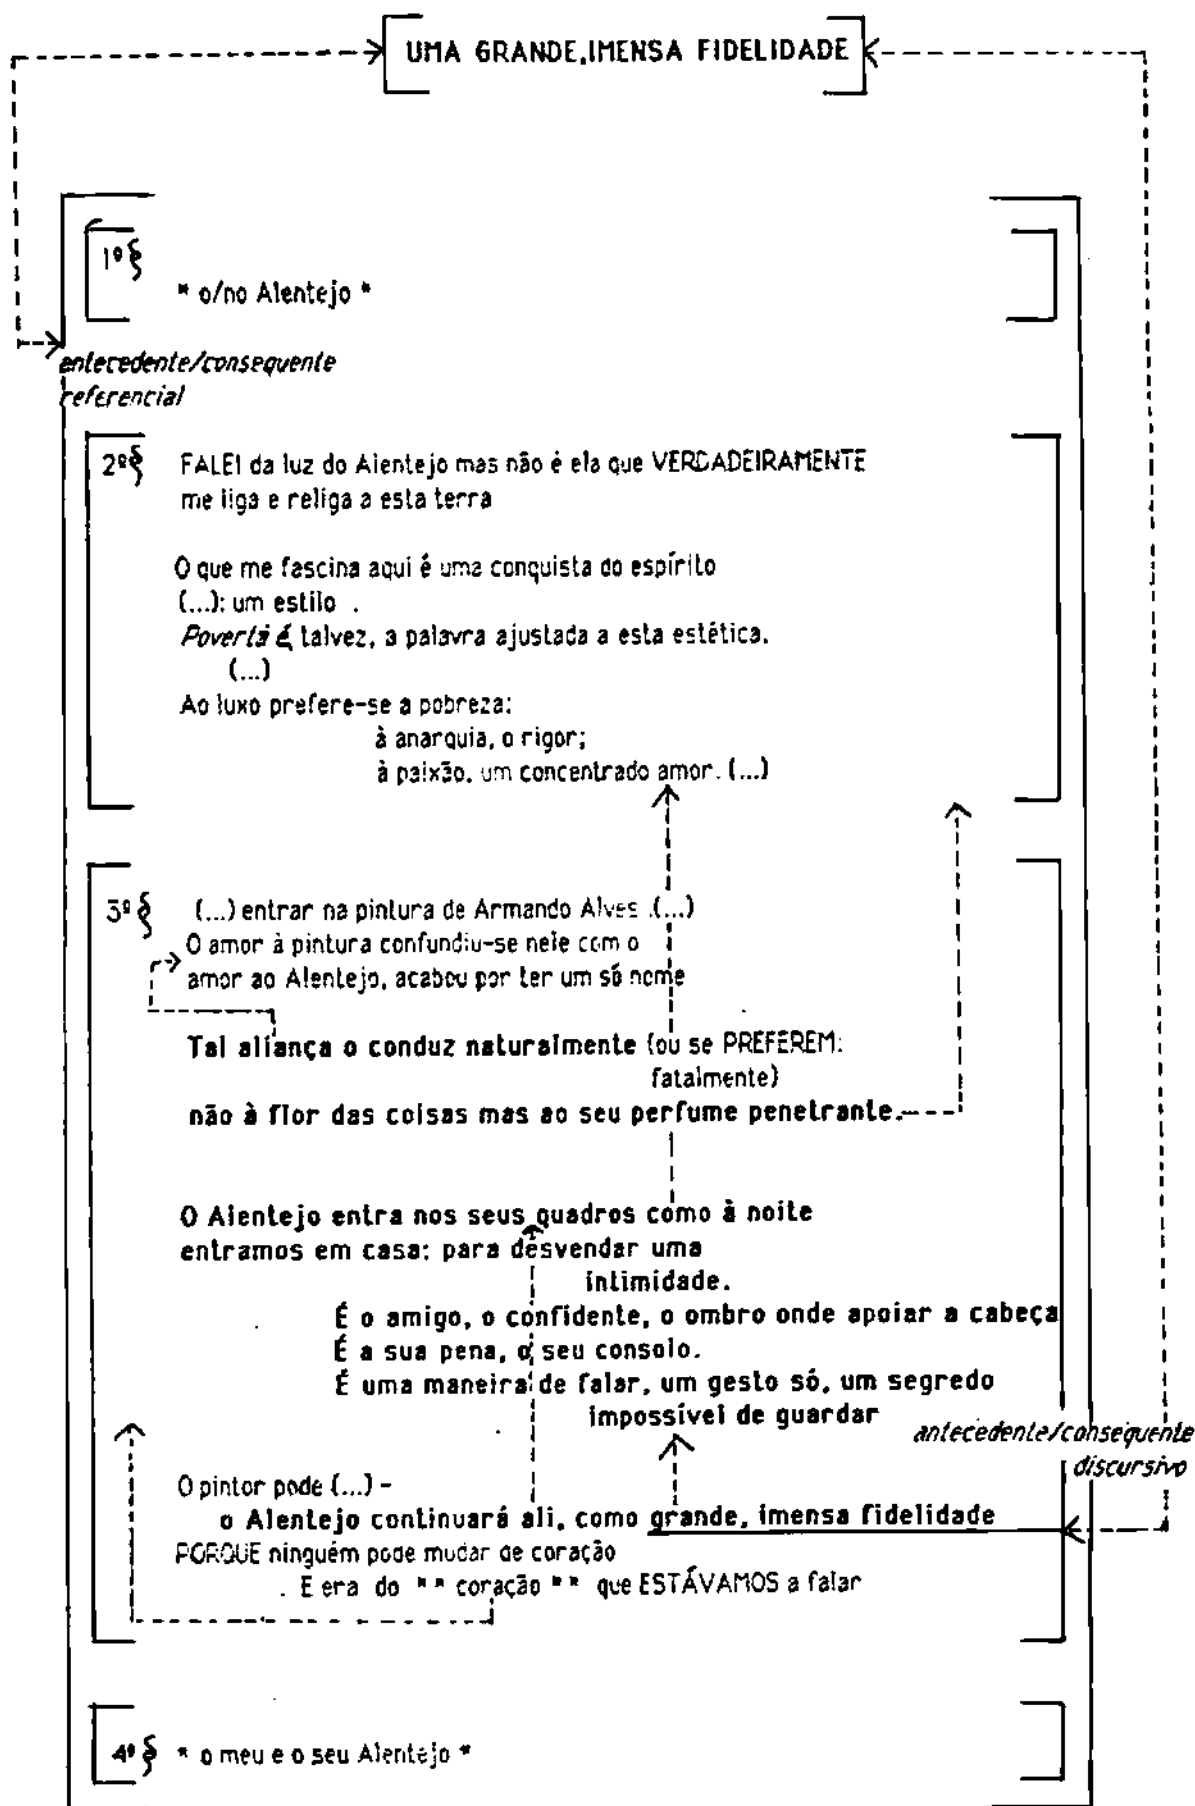 UMA GRANDE,IMENSA FIDELIDADE
1º §
" o/no Alentejo "
antecedente/consequente
referencial
2º §
FALEI da luz do Alentejo mas não é ela que VERDADEIRAMENTE
me liga e religa a esta terra
O que me fascina aqui é uma conquista do espírito
(...): um estilo .
Povertà é, talvez, a palavra ajustada a esta estética.
(...)
Ao luxo prefere-se a pobreza;
à anarquia, o rigor;
à paixão, um concentrado amor. (...)
3º §
(...) entrar na pintura de Armando Alves .(...)
O amor à pintura confundiu-se nele com o
amor ao Alentejo, acabou por ter um só nome
Tal aliança o conduz naturalmente (ou se PREFEREM:
fatalmente)
não à flor das coisas mas ao seu perfume penetrante.
O Alentejo entra nos seus quadros como à noite
entramos em casa: para desvendar uma
intimidade.
É o amigo, o confidente, o ombro onde apoiar a cabeça
É a sua pena, o seu consolo.
É uma maneira de falar, um gesto só, um segredo
impossível de guardar
antecedente/consequente
discursivo
O pintor pode (...) -
o Alentejo continuará ali, como grande, imensa fidelidade
PORQUE ninguém pode mudar de coração
. E era do " " coração " " que ESTÁVAMOS a falar
4º §
" o meu e o seu Alentejo "